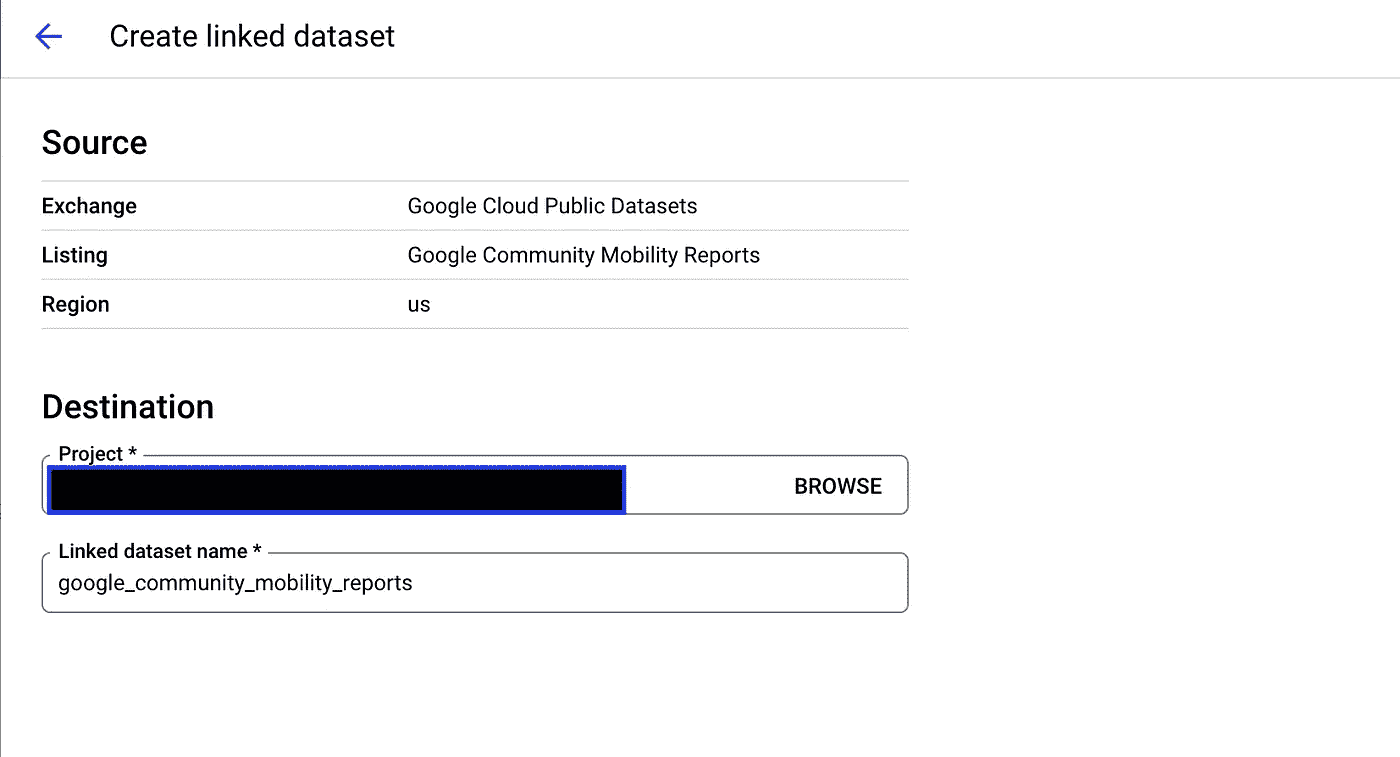 Create linked dataset
Source
Exchange Google Cloud Public Datasets
Listing Google Community Mobility Reports
Region us
Destination
Project *
BROWSE
Linked dataset name *
google_community_mobility_reports